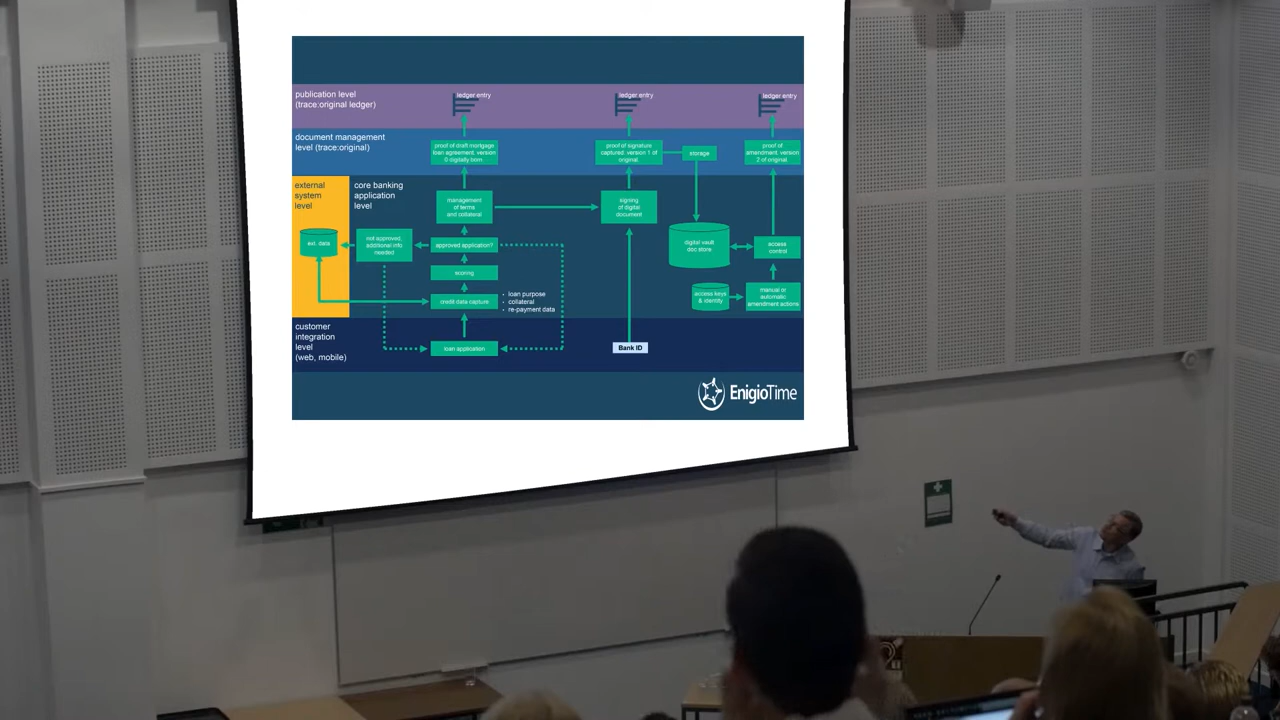 publication level
(trace:original ledger)
ledger entry
ledger entry
ledger entry
document management
level (trace:original)
proof of draft mortgage
loan agreement. version
0 digitally born
proof of signature
captured. version 1 of
original.
storage
proof of
amendment. version
2 of original
external
system
level
core banking
application
level
management
of terms
and collateral
signing
of digital
document
ext. data
not approved,
additional info
needed
approved application?
digital vault
doc store
access
control
scoring
credit data capture
loan purpose
collateral
re-payment data
access keys
& identity
manual or
automatic
amendment actions
customer
integration
level
(web, mobile)
loan application
Bank ID
EnigioTime